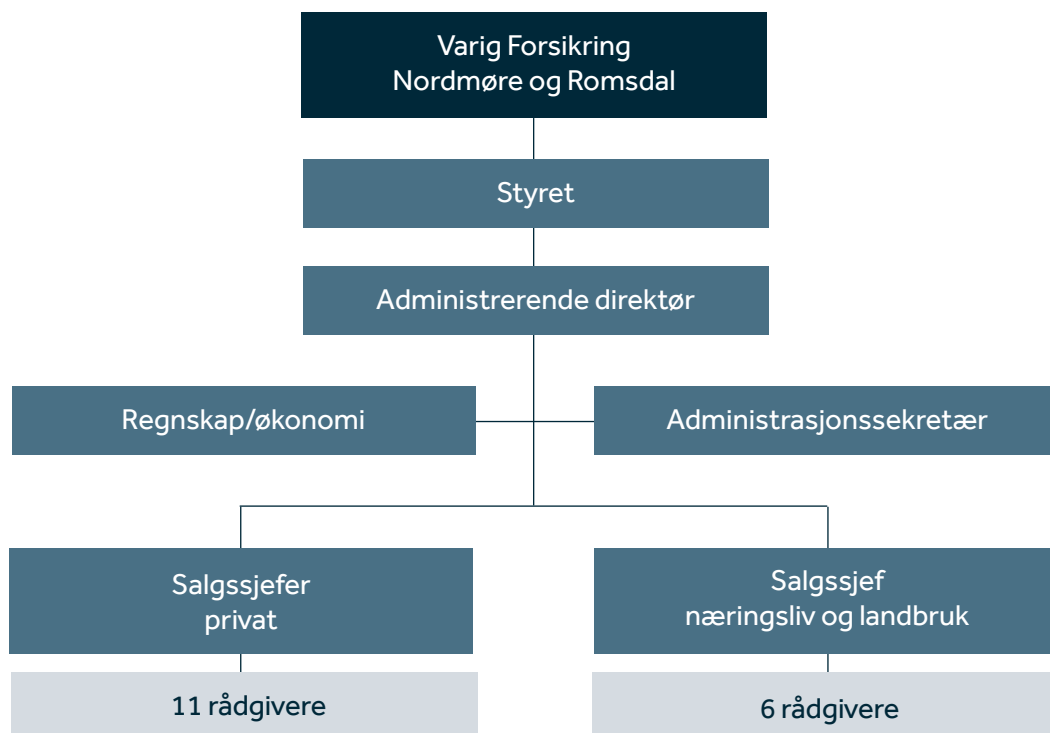 Varig Forsikring
Nordmøre og Romsdal
Styret
Administrerende direktør
Regnskap/økonomi
Administrasjonssekretær
Salgssjefer
privat
Salgssjef
næringsliv og landbruk
11 rådgivere
6 rådgivere